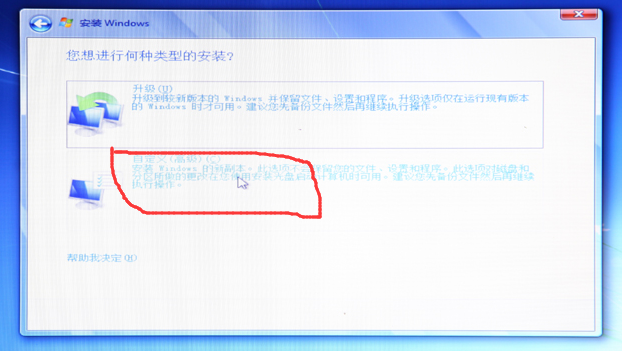 安装 Windows
您想进行何种类型的安装?
升级(U)
升级到较新版本的 Windows 并保留文件、设置和程序。升级选项仅在运行现有版本
的 Windows 时才可用。建议您先备份文件然后再继续执行操作。
自定义(高级)(C)
安装 Windows 的新副本。此选项不会保留您的文件、设置和程序。此选项对磁盘和
分区所做的更改在您使用安装光盘启动计算机时可用。建议您先备份文件然后再继续
执行操作。
帮助我决定(H)